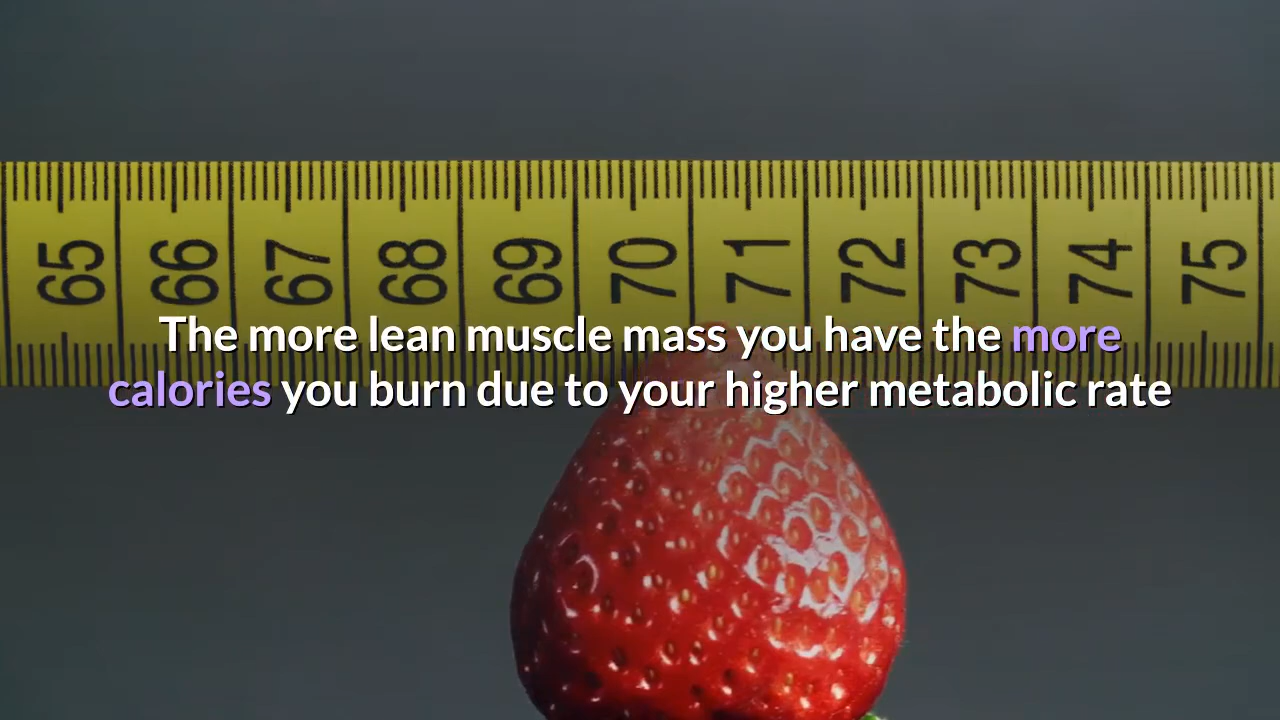 65 66 67 68 69 70 71 72 73 74 75
The more lean muscle mass you have the more
calories you burn due to your higher metabolic rate